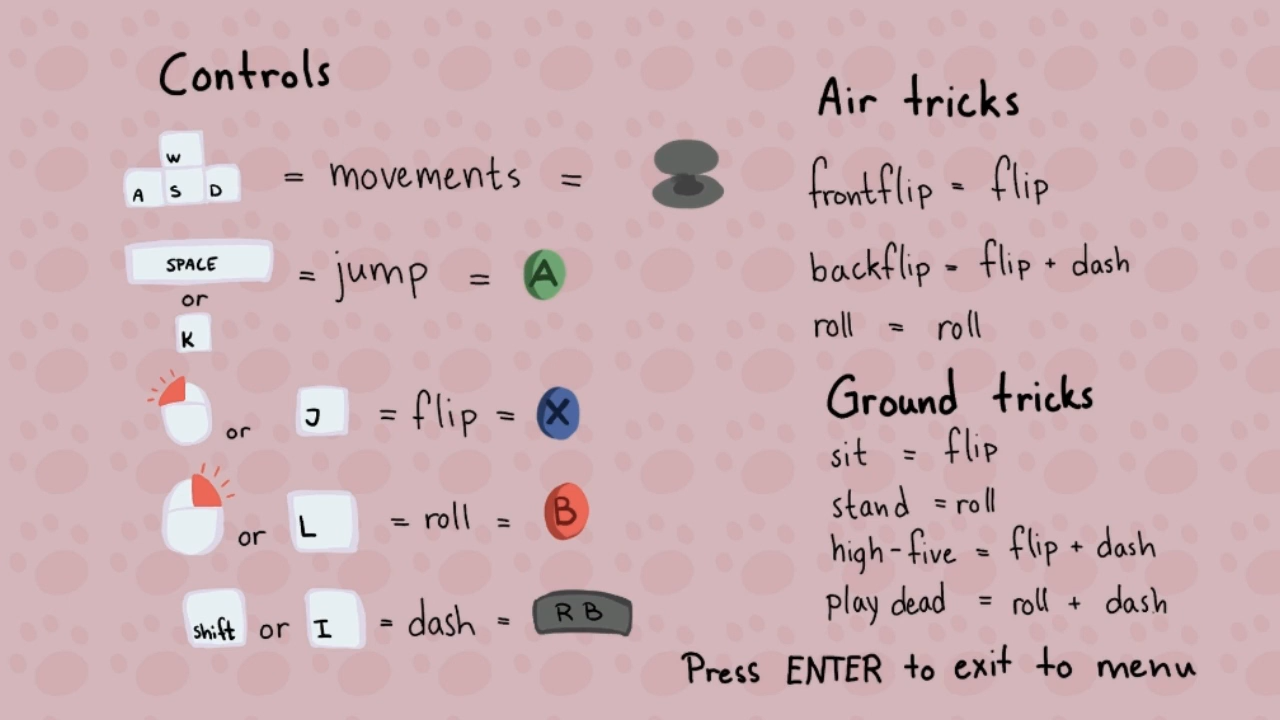 Controls
W
A S D = movements =
SPACE = jump = A
or
K
or J = flip = X
or L = roll = B
shift or I = dash = RB
Air tricks
frontflip = flip
backflip = flip + dash
roll = roll
Ground tricks
sit = flip
stand = roll
high-five = flip + dash
play dead = roll + dash
Press ENTER to exit to menu